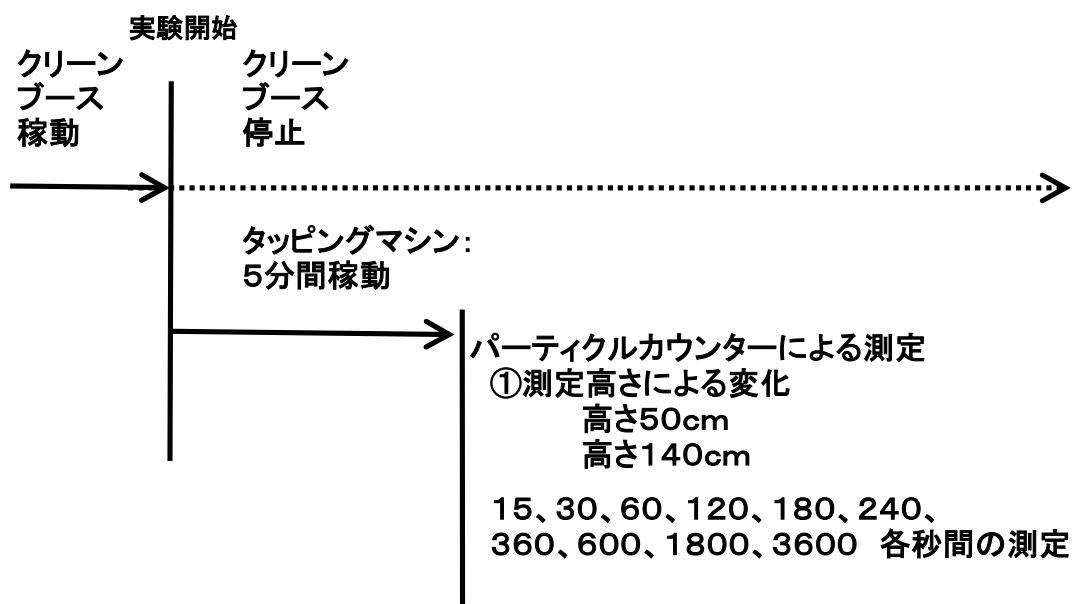 実験開始
クリーン
ブース
稼動
クリーン
ブース
停止
タッピングマシン：
５分間稼動
パーティクルカウンターによる測定
①測定高さによる変化
高さ50cm
高さ140cm
15、30、60、120、180、240、
360、600、1800、3600　各秒間の測定